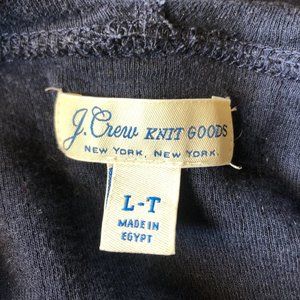 J.Crew KNIT GOODS
NEW YORK, NEW YORK.
L-T
MADE IN
EGYPT